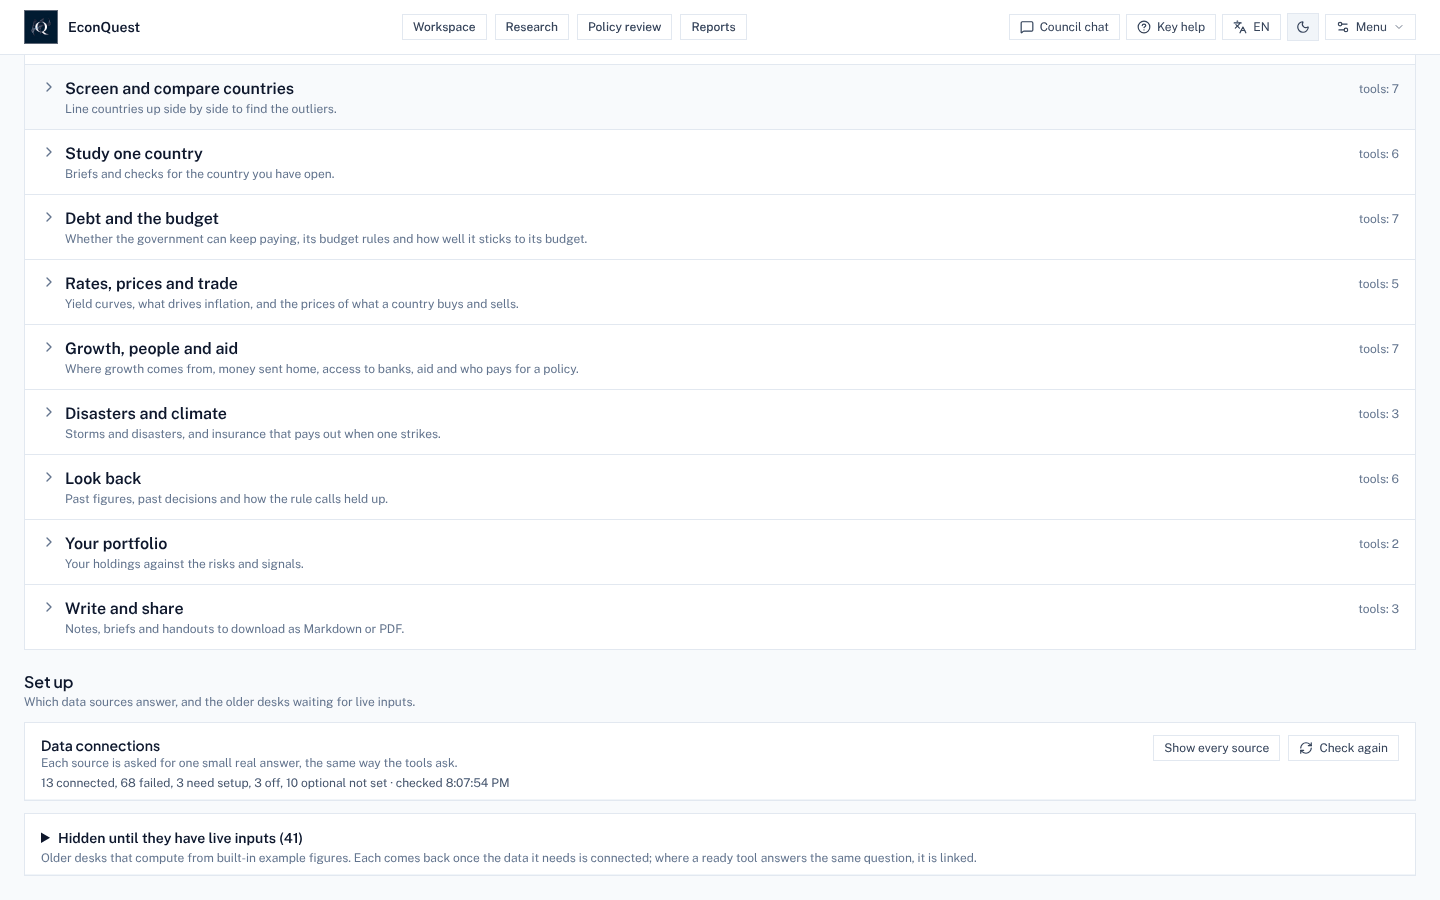 EconQuest
Workspace
Research
Policy review
Reports
Council chat
Key help
EN
Menu
Screen and compare countries
tools: 7
Line countries up side by side to find the outliers.
Study one country
tools: 6
Briefs and checks for the country you have open.
Debt and the budget
tools: 7
Whether the government can keep paying, its budget rules and how well it sticks to its budget.
Rates, prices and trade
tools: 5
Yield curves, what drives inflation, and the prices of what a country buys and sells.
Growth, people and aid
tools: 7
Where growth comes from, money sent home, access to banks, aid and who pays for a policy.
Disasters and climate
tools: 3
Storms and disasters, and insurance that pays out when one strikes.
Look back
tools: 6
Past figures, past decisions and how the rule calls held up.
Your portfolio
tools: 2
Your holdings against the risks and signals.
Write and share
tools: 3
Notes, briefs and handouts to download as Markdown or PDF.
Set up
Which data sources answer, and the older desks waiting for live inputs.
Data connections
Show every source
Check again
Each source is asked for one small real answer, the same way the tools ask.
13 connected, 68 failed, 3 need setup, 3 off, 10 optional not set · checked 8:07:54 PM
Hidden until they have live inputs (41)
Older desks that compute from built-in example figures. Each comes back once the data it needs is connected; where a ready tool answers the same question, it is linked.